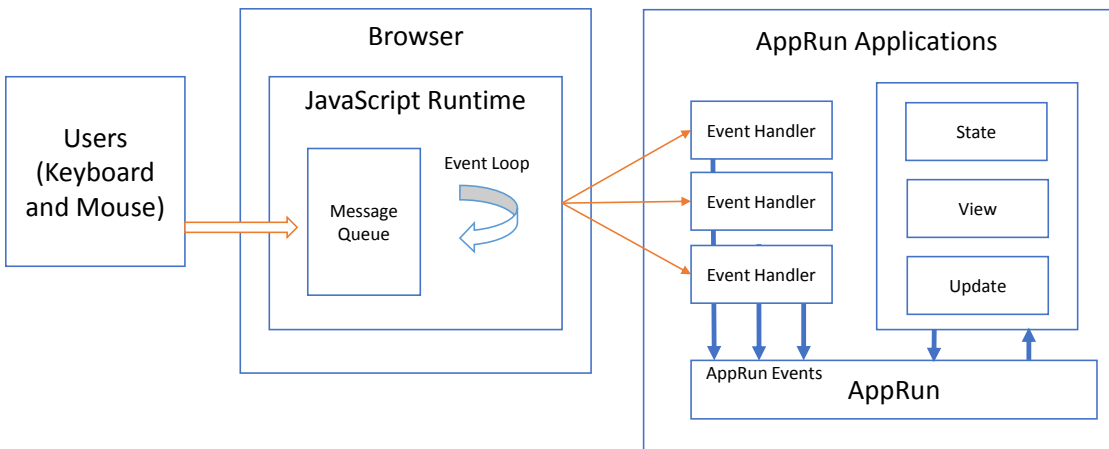 Browser
AppRun Applications
JavaScript Runtime
Users
(Keyboard
and Mouse)
Message
Queue
Event Loop
Event Handler
Event Handler
Event Handler
State
View
Update
AppRun Events
AppRun